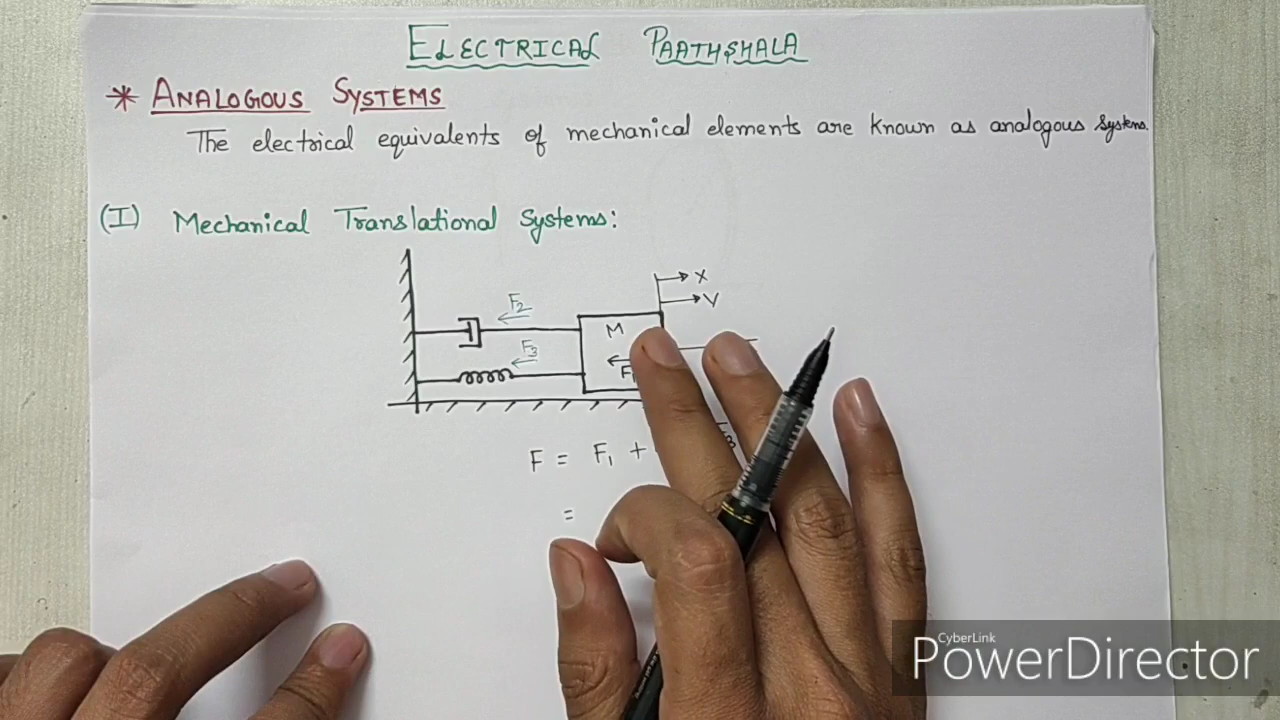 ELECTRICAL PAATHSHALA
* ANALOGOUS SYSTEMS
The electrical equivalents of mechanical elements are known as analogous systems.
(I) Mechanical Translational Systems:
X
V
F2
M
F3
F = F1 +
=
CyberLink
PowerDirector